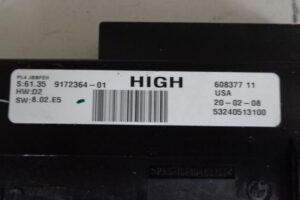 S:61.35 9172364-01 HIGH 608377 11
HW:D2 USA
SW:8.02.E5 20-02-08
53240513100